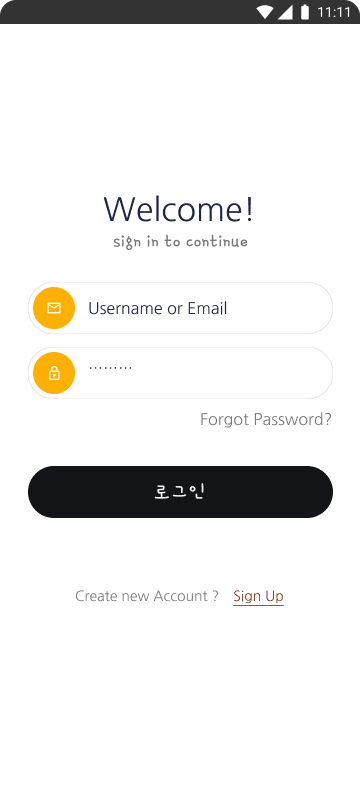 11:11
Welcome!
sign in to continue
Username or Email
.........
Forgot Password?
로그인
Create new Account ? Sign Up